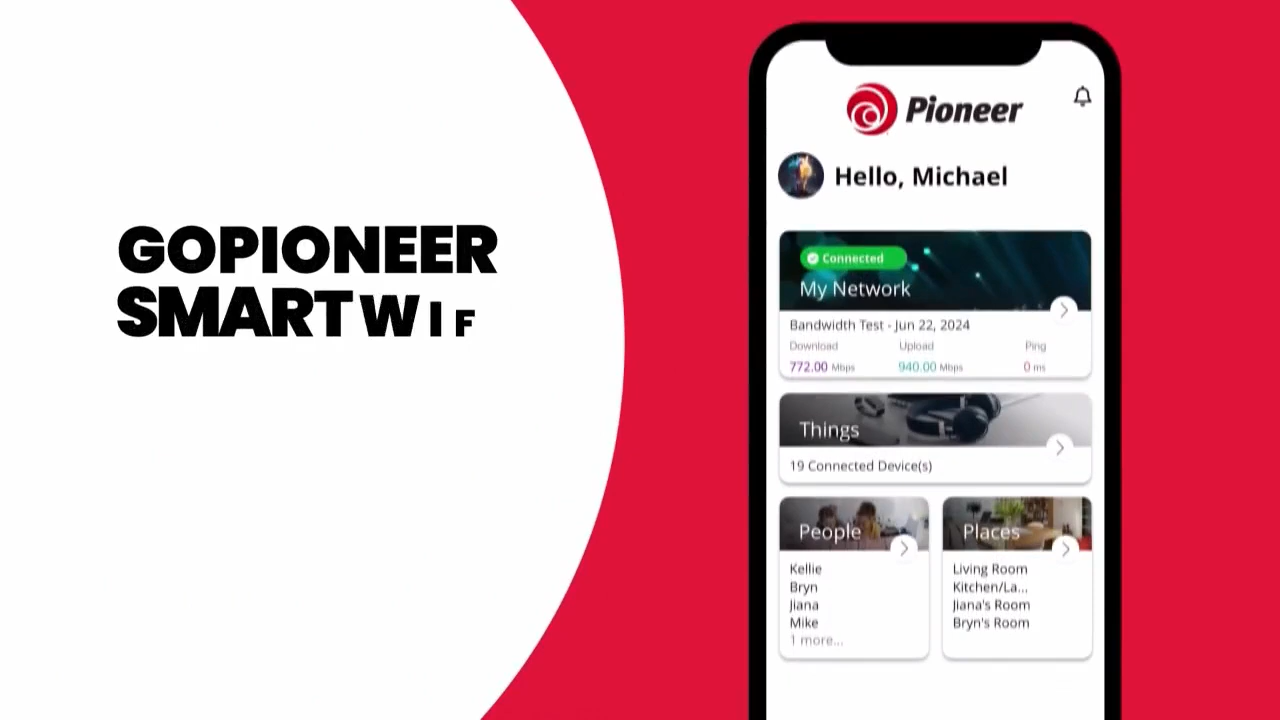 GOPIONEER
SMART WIF
Pioneer
Hello, Michael
Connected
My Network
Bandwidth Test - Jun 22, 2024
Download Upload Ping
772.00 Mbps 940.00 Mbps 0 ms
Things
19 Connected Device(s)
People
Kellie
Bryn
Jiana
Mike
1 more...
Places
Living Room
Kitchen/La...
Jiana's Room
Bryn's Room